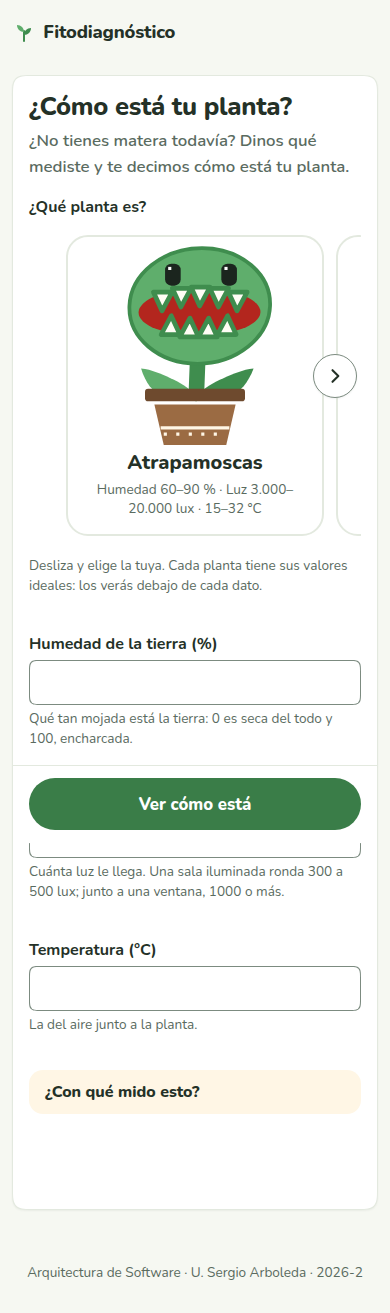 Fitodiagnóstico
¿Cómo está tu planta?
¿No tienes matera todavía? Dinos qué
mediste y te decimos cómo está tu planta.
¿Qué planta es?
Atrapamoscas
Humedad 60–90 % · Luz 3.000–
20.000 lux · 15–32 °C
Desliza y elige la tuya. Cada planta tiene sus valores
ideales: los verás debajo de cada dato.
Humedad de la tierra (%)
Qué tan mojada está la tierra: 0 es seca del todo y
100, encharcada.
Ver cómo está
Cuánta luz le llega. Una sala iluminada ronda 300 a
500 lux; junto a una ventana, 1000 o más.
Temperatura (°C)
La del aire junto a la planta.
¿Con qué mido esto?
Arquitectura de Software · U. Sergio Arboleda · 2026-2